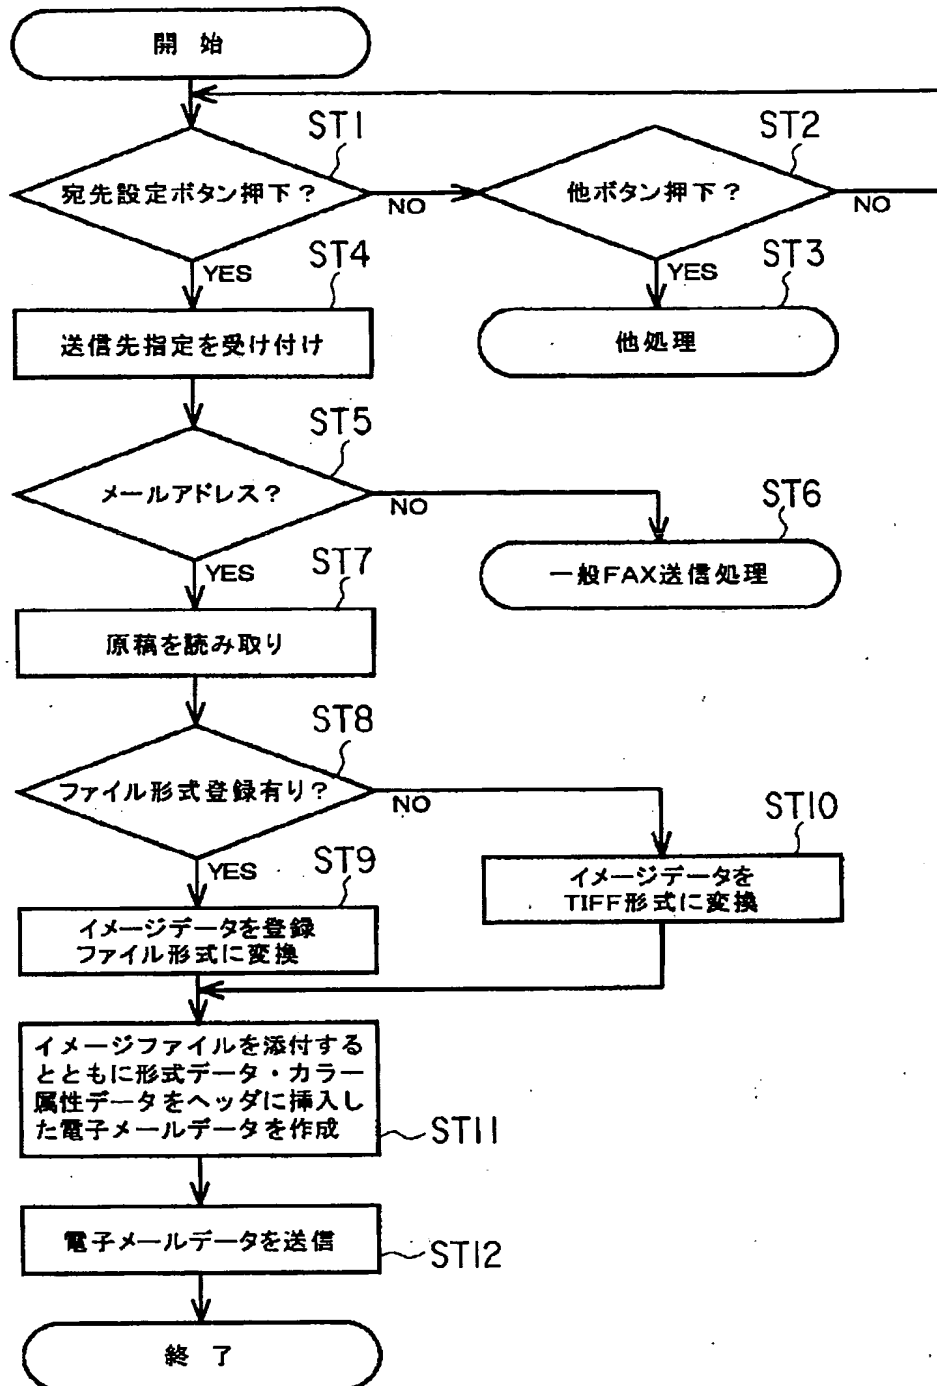 開 始
ST1
宛先設定ボタン押下？
NO
YES
ST2
他ボタン押下？
NO
YES
ST3
他処理
ST4
送信先指定を受け付け
ST5
メールアドレス？
NO
YES
ST6
一般FAX送信処理
ST7
原稿を読み取り
ST8
ファイル形式登録有り？
NO
YES
ST9
イメージデータを登録
ファイル形式に変換
ST10
イメージデータを
TIFF形式に変換
イメージファイルを添付する
とともに形式データ・カラー
属性データをヘッダに挿入し
た電子メールデータを作成
ST11
電子メールデータを送信
ST12
終 了